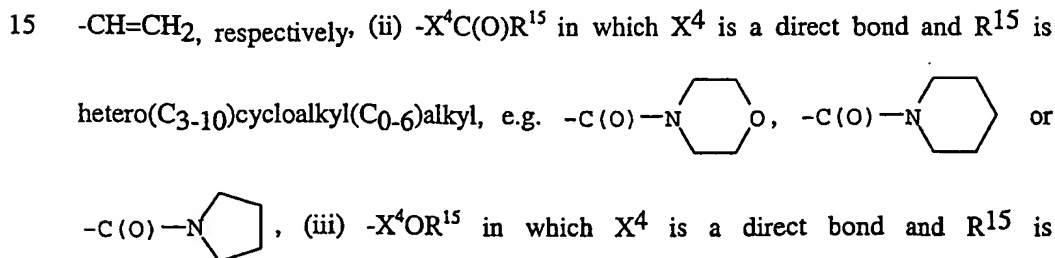 15 -CH=CH2, respectively, (ii) -X⁴C(O)R¹⁵ in which X⁴ is a direct bond and R¹⁵ is
hetero(C3-10)cycloalkyl(C0-6)alkyl, e.g. -C(O)—N O, -C(O)—N or
-C(O)—N , (iii) -X⁴OR¹⁵ in which X⁴ is a direct bond and R¹⁵ is